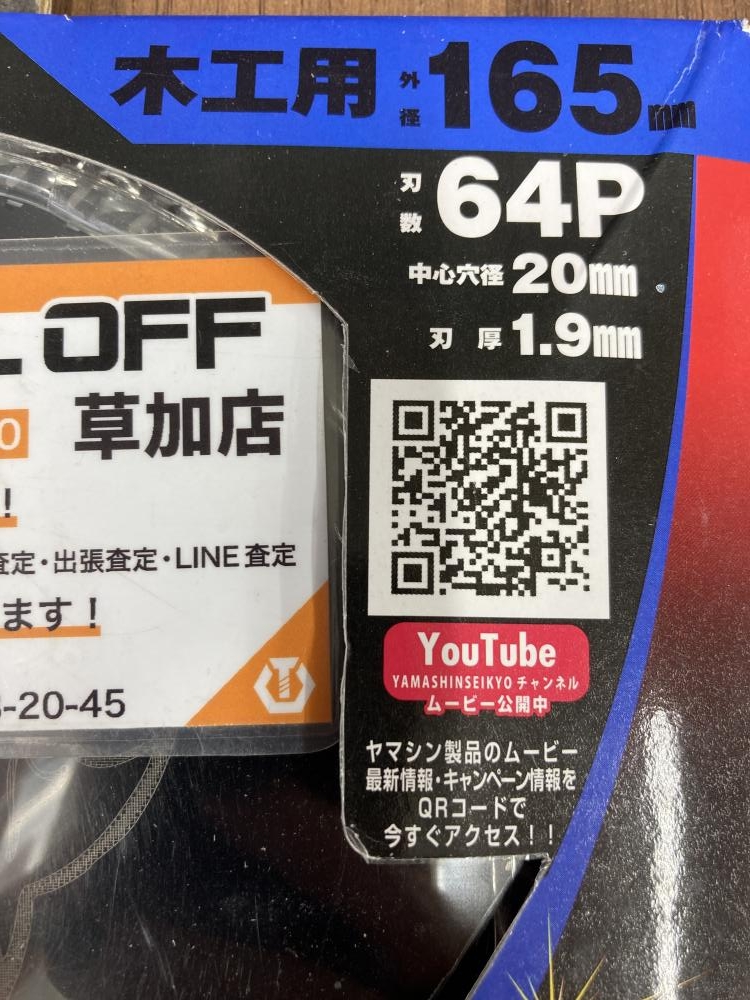 木工用 外径 165mm
刃数 64P
中心穴径 20mm
刃厚 1.9mm
OFF
草加店
!
査定・出張査定・LINE査定
ます！
-20-45
YouTube
YAMASHINSEIKYO チャンネル
ムービー公開中
ヤマシン製品のムービー
最新情報・キャンペーン情報を
QRコードで
今すぐアクセス！！